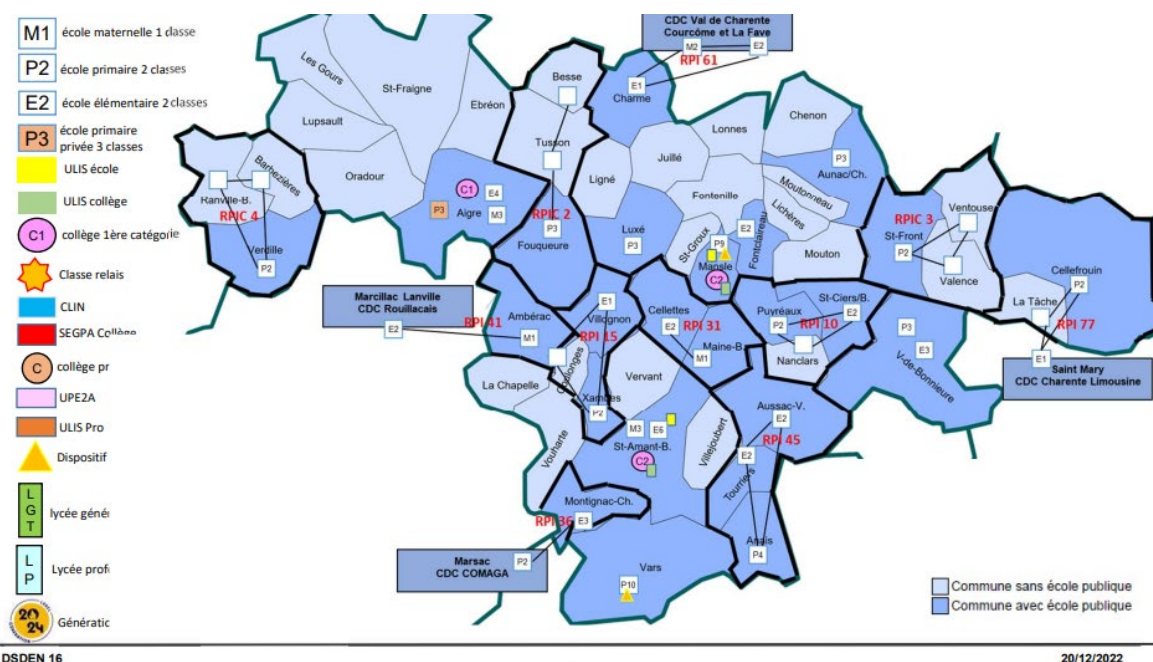 M1
école maternelle 1 classe
P2
école primaire 2 classes
E2
école élémentaire 2 classes
P3
école primaire
privée 3 classes
ULIS école
ULIS collège
C1
collège 1ère catégorie
Classe relais
CLIN
SEGPA Collège
C
collège pr
UPE2A
ULIS Pro
Dispositif
LGT
lycée géné
LP
Lycée prof
2024
Génératio
CDC Val de Charente
Courcôme et La Faye
M2
E2
RPI 61
E1
Charme
Les Gours
St-Fraigne
Ebréon
Lupsault
Oradour
Besse
Tusson
RPIC 2
P3
Fouqueure
Barbezières
Ranville-B.
RPIC 4
Verdille
P2
C1
E4
P3
Aigre
M3
Ligné
Juillé
Lonnes
Chenon
P3
Aunac/Ch.
Moutonneau
Lichères
Mouton
Fontenille
St-Groux
P9
Mansle
C2
E2
Fontclaireau
Luxé
P3
RPIC 3
Ventouse
St-Front
P2
Valence
Cellefrouin
P2
La Tâche
RPI 77
E1
Saint Mary
CDC Charente Limousine
Marcillac Lanville
CDC Rouillacais
E2
RPI 41
Ambérac
M1
E1
Villognon
RPI 15
Coulonges
Xambes
P2
Cellettes
E2
RPI 31
M1
Maine-B.
Puyréaux
P2
St-Ciers/B.
E2
RPI 10
Nanclars
P3
E3
V-de-Bonnieure
La Chapelle
Vervant
Vouharte
M3
E6
St-Amant-B.
C2
Villejoubert
Aussac-V.
E2
RPI 45
E2
Tourriers
Anais
P4
Montignac-Ch.
RPI 36
E3
P2
Marsac
CDC COMAGA
Vars
P10
Commune sans école publique
Commune avec école publique
DSDEN 16
20/12/2022